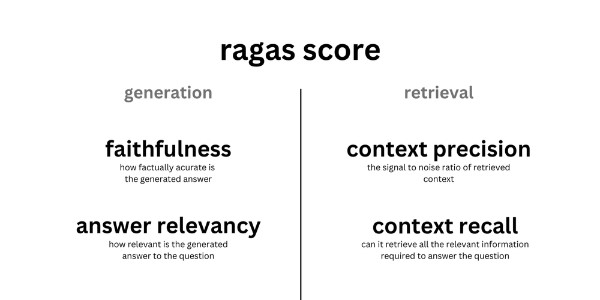 ragas score
generation
faithfulness
how factually acurate is
the generated answer
answer relevancy
how relevant is the generated
answer to the question
retrieval
context precision
the signal to noise ratio of retrieved
context
context recall
can it retrieve all the relevant information
required to answer the question